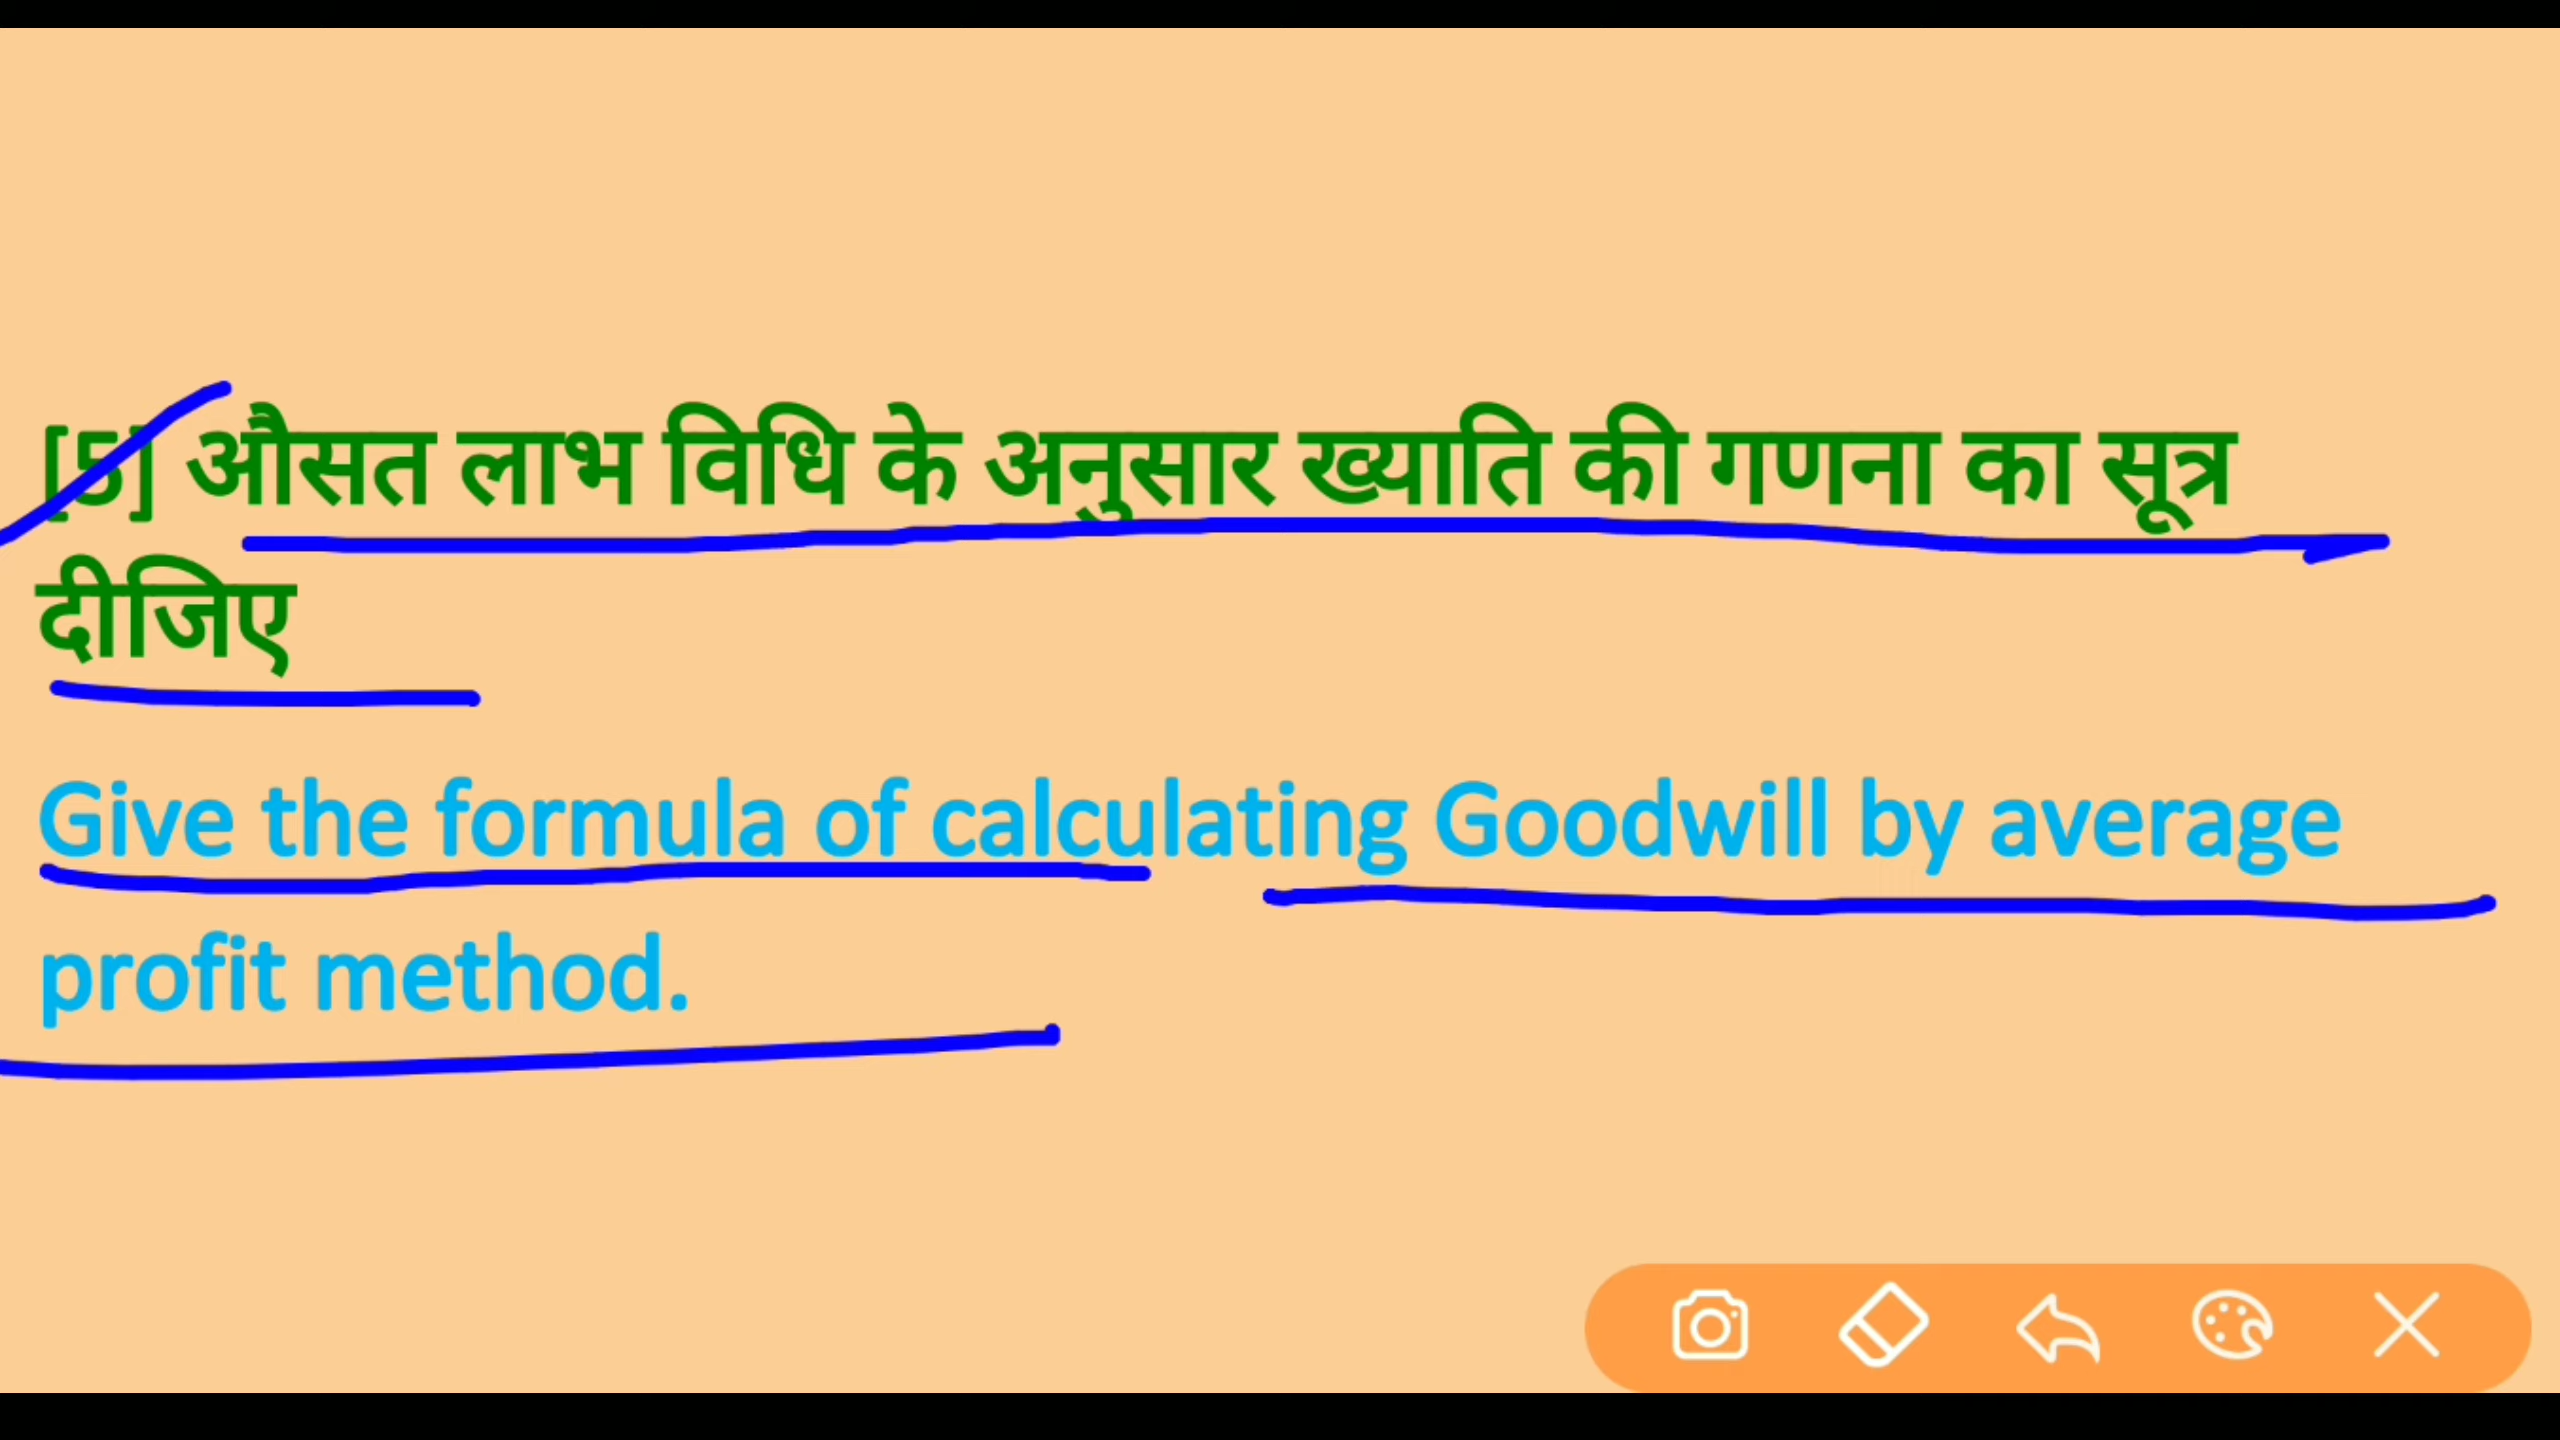 [5] औसत लाभ विधि के अनुसार ख्याति की गणना का सूत्र
दीजिए
Give the formula of calculating Goodwill by average
profit method.